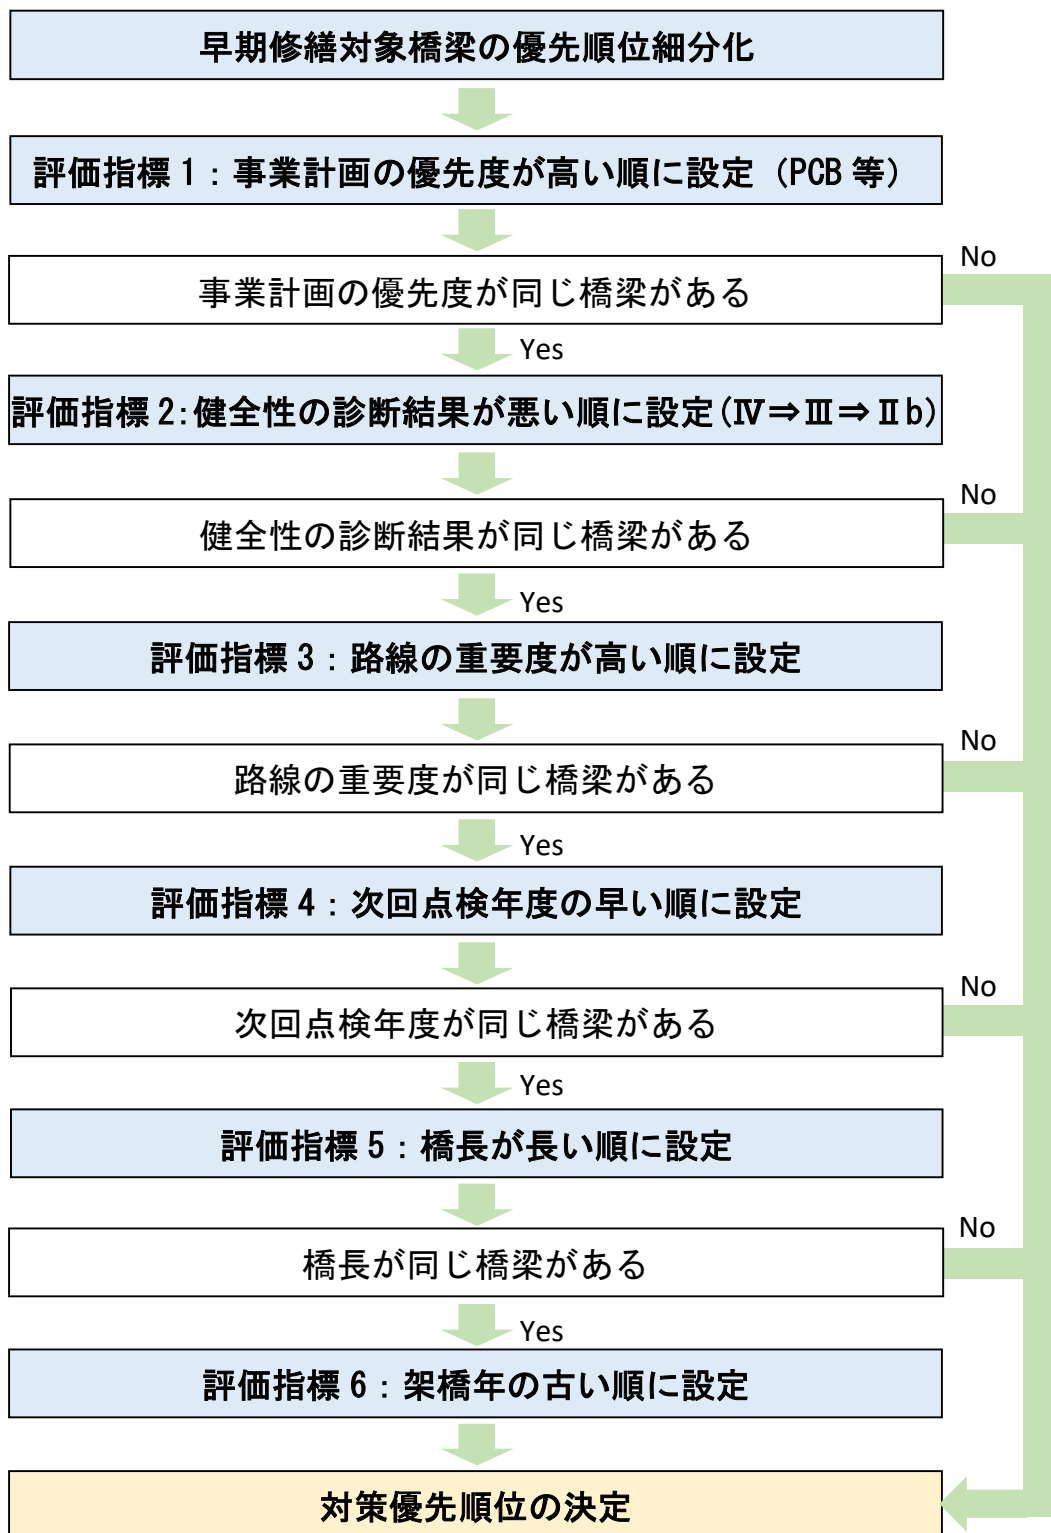 早期修繕対象橋梁の優先順位細分化
評価指標1：事業計画の優先度が高い順に設定（PCB等）
No
事業計画の優先度が同じ橋梁がある
Yes
評価指標2:健全性の診断結果が悪い順に設定(Ⅳ⇒Ⅲ⇒Ⅱb)
No
健全性の診断結果が同じ橋梁がある
Yes
評価指標3：路線の重要度が高い順に設定
No
路線の重要度が同じ橋梁がある
Yes
評価指標4：次回点検年度の早い順に設定
No
次回点検年度が同じ橋梁がある
Yes
評価指標5：橋長が長い順に設定
No
橋長が同じ橋梁がある
Yes
評価指標6：架橋年の古い順に設定
対策優先順位の決定